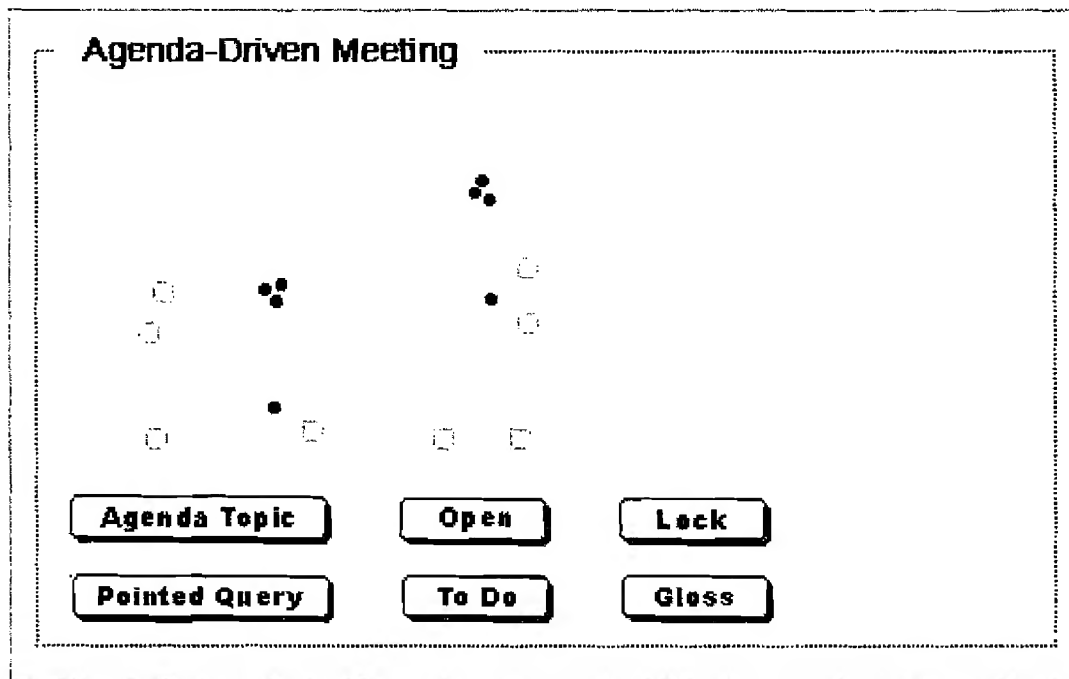 Agenda-Driven Meeting
Agenda Topic Open Lock
Pointed Query To Do Gloss